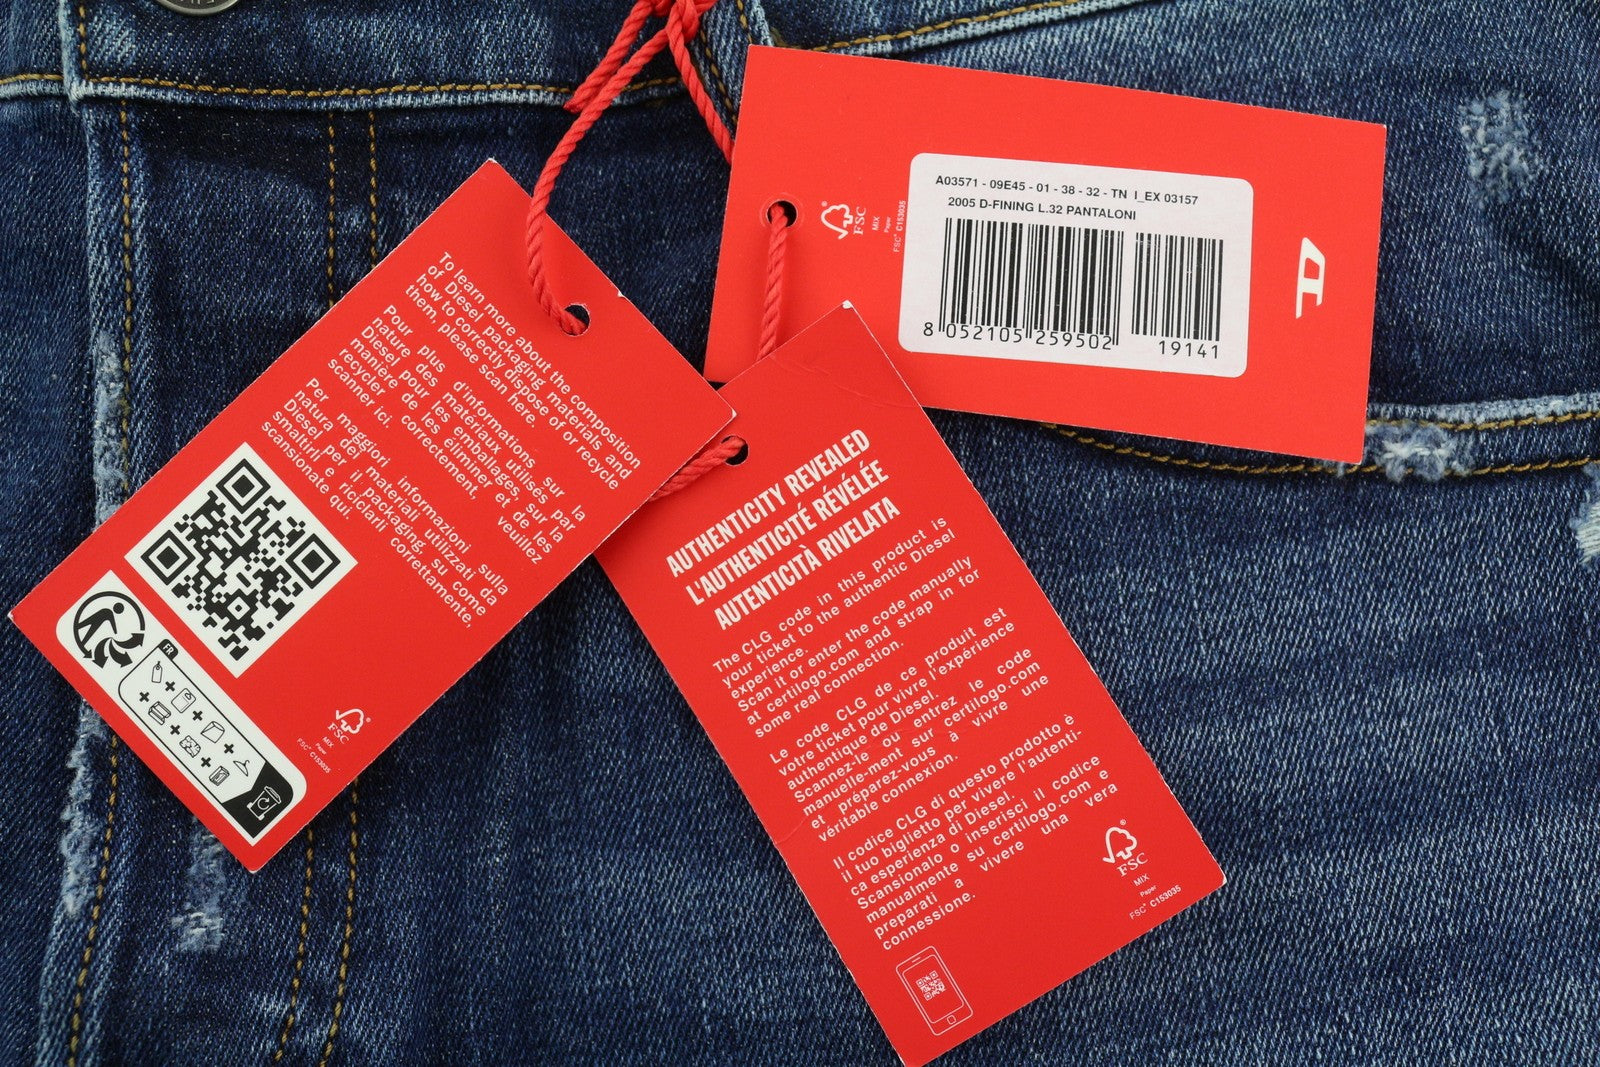 To learn more about the composition
of Diesel packaging materials and
how to correctly dispose of or recycle
them, please scan here.
Pour plus d'informations sur la
nature des matériaux utilisés par
Diesel pour les emballages, et de les
manière de les éliminer et sur la
recycler correctement, veuillez
scanner ici.
Per maggiori informazioni sulla
natura dei materiali utilizzati da
Diesel per il packaging, su come
smaltirli e riciclarli correttamente,
scansionate qui.
FR
FSC
MIX
Paper
FSC® C153035
FSC
MIX
Paper
FSC® C153035
A03571 - 09E45 - 01 - 38 - 32 - TN I_EX 03157
2005 D-FINING L.32 PANTALONI
8 052105 259502
19141
D
AUTHENTICITY REVEALED
L'AUTHENTICITÉ RÉVÉLÉE
AUTENTICITÀ RIVELATA
The CLG code in this product is
your ticket to the authentic Diesel
experience.
Scan it or enter the code manually
at certilogo.com and strap in for
some real connection.
Le code CLG de ce produit est
votre ticket pour vivre l'expérience
authentique de Diesel.
Scannez-le ou entrez le code
manuelle-ment sur certilogo.com
et préparez-vous à vivre une
véritable connexion.
Il codice CLG di questo prodotto è
il tuo biglietto per vivere l'autenti-
ca esperienza di Diesel.
Scansionalo o inserisci il codice
manualmente su certilogo.com e
preparati a vivere una vera
connessione.
FSC®
MIX
Paper
FSC® C153035